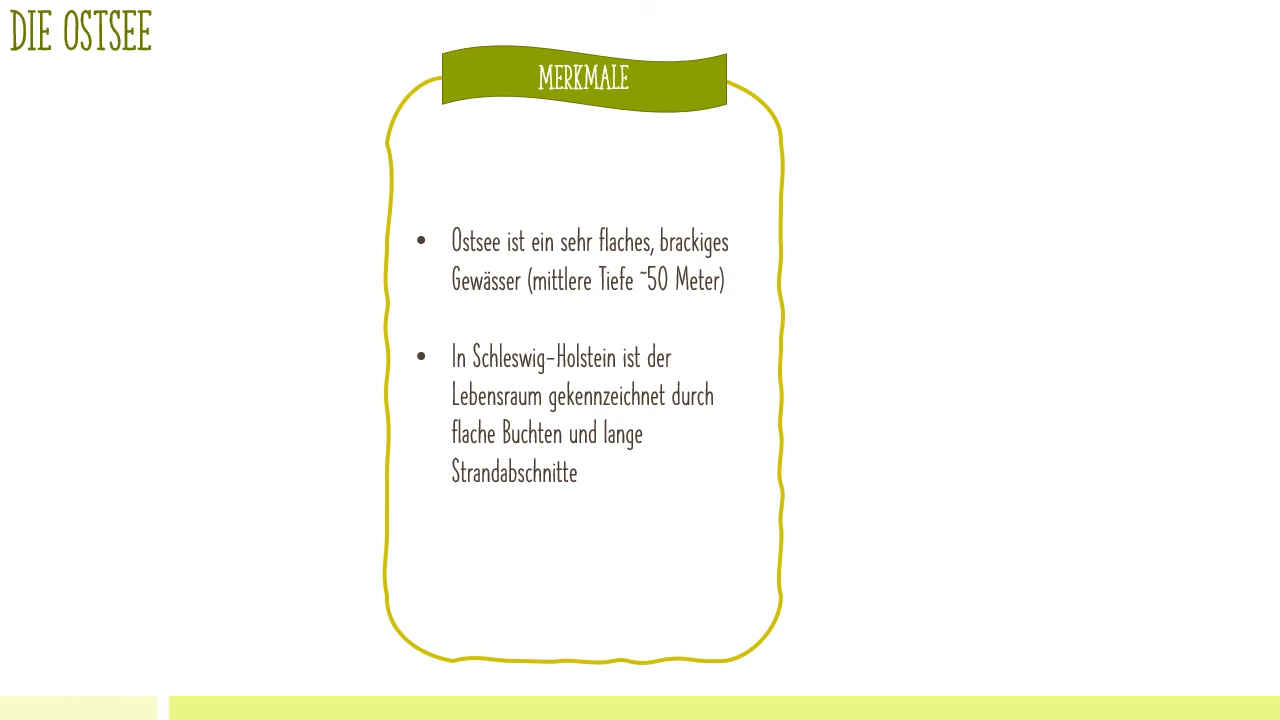 DIE OSTSEE
MERKMALE
• Ostsee ist ein sehr flaches, brackiges
Gewässer (mittlere Tiefe ~50 Meter)
• In Schleswig-Holstein ist der
Lebensraum gekennzeichnet durch
flache Buchten und lange
Strandabschnitte